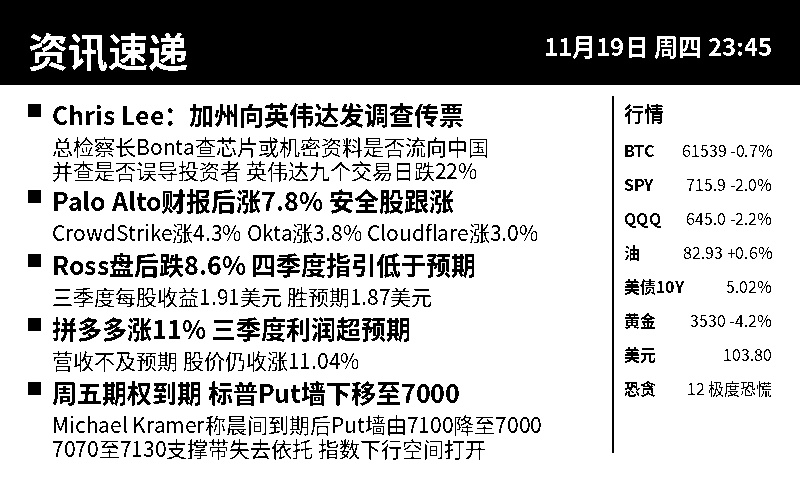 资讯速递
11月19日 周四 23:45
Chris Lee：加州向英伟达发调查传票
总检察长Bonta查芯片或机密资料是否流向中国
并查是否误导投资者 英伟达九个交易日跌22%
Palo Alto财报后涨7.8% 安全股跟涨
CrowdStrike涨4.3% Okta涨3.8% Cloudflare涨3.0%
Ross盘后跌8.6% 四季度指引低于预期
三季度每股收益1.91美元 胜预期1.87美元
拼多多涨11% 三季度利润超预期
营收不及预期 股价仍收涨11.04%
周五期权到期 标普Put墙下移至7000
Michael Kramer称晨间到期后Put墙由7100降至7000
7070至7130支撑带失去依托 指数下行空间打开
行情
BTC 61539 -0.7%
SPY 715.9 -2.0%
QQQ 645.0 -2.2%
油 82.93 +0.6%
美债10Y 5.02%
黄金 3530 -4.2%
美元 103.80
恐贪 12 极度恐慌